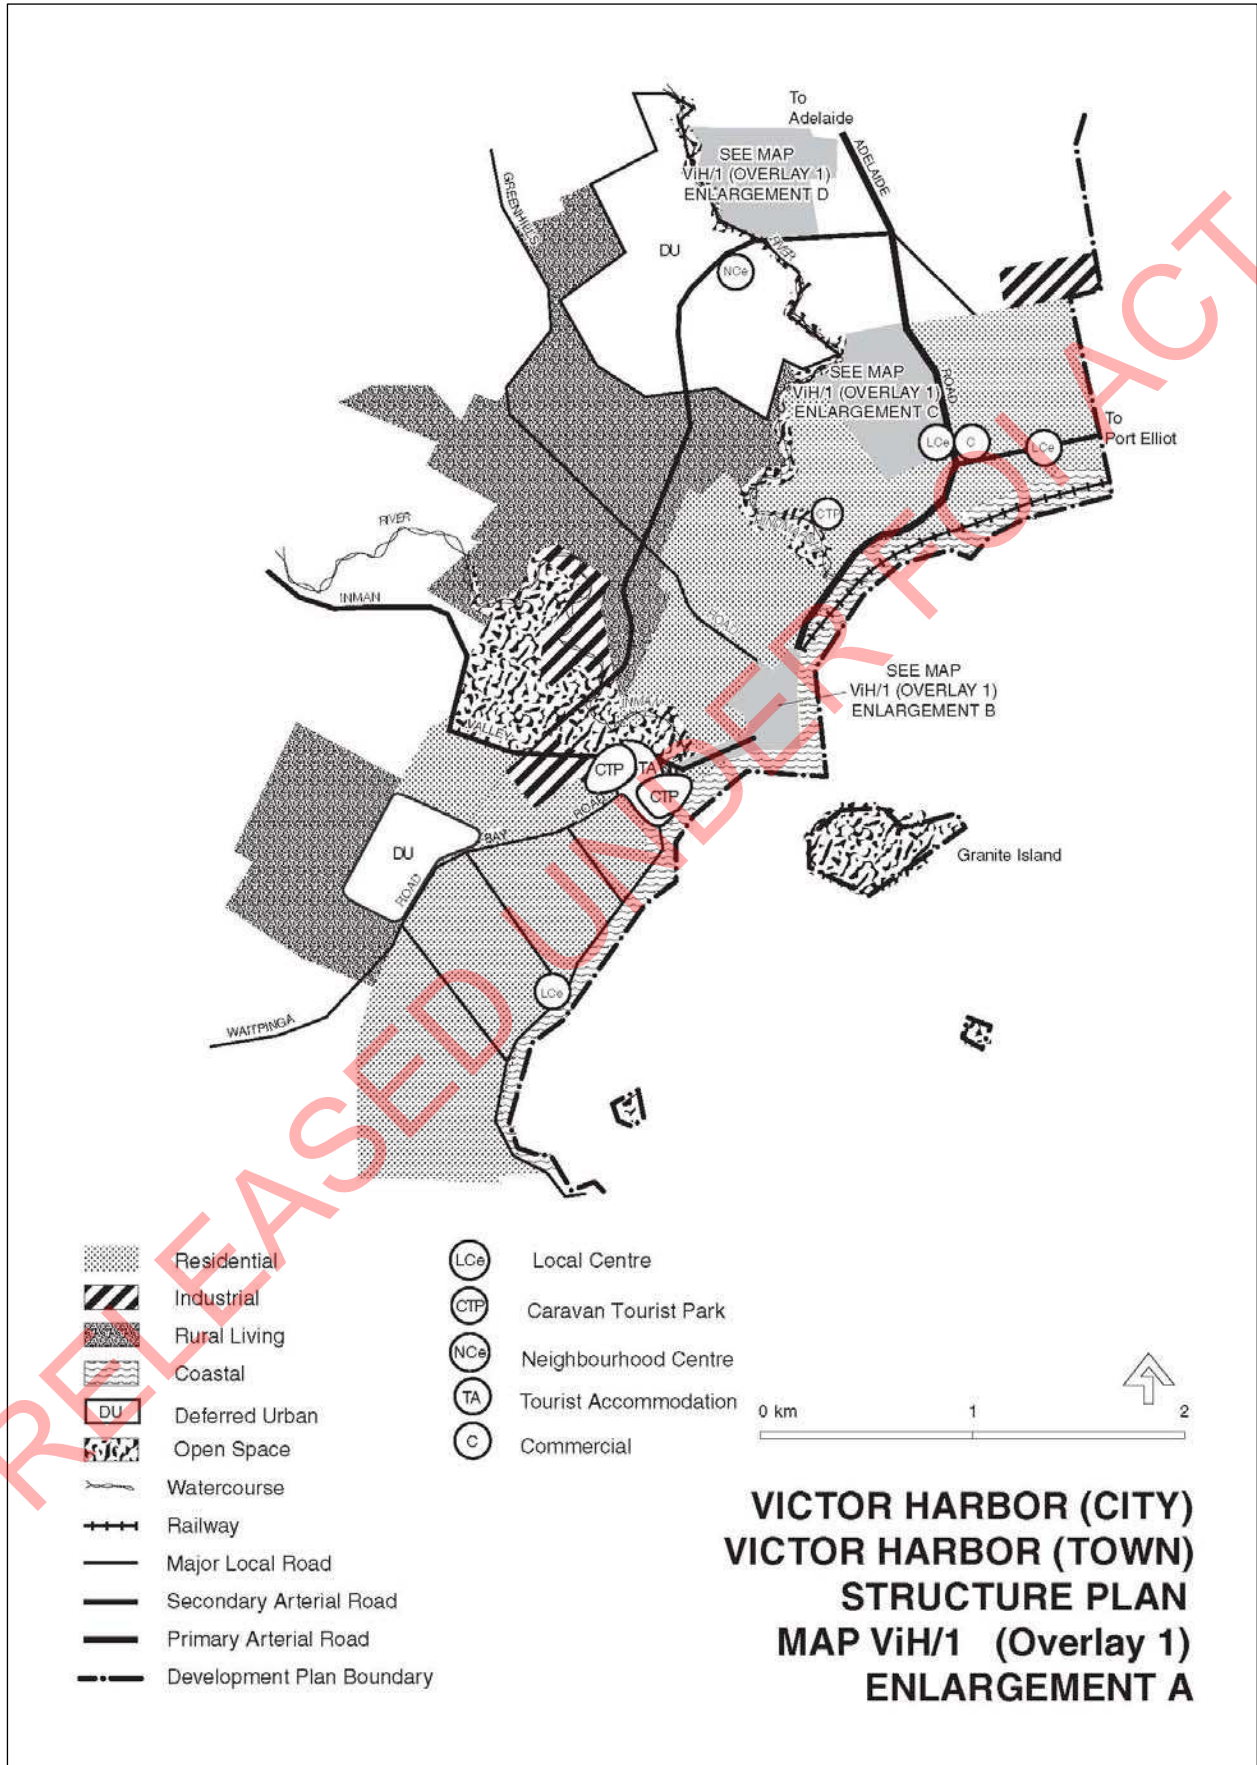 To
Adelaide
ADELAIDE
SEE MAP
ViH/1 (OVERLAY 1)
ENLARGEMENT D
GREENHILLS
DU
RIVER
NCe
SEE MAP
ViH/1 (OVERLAY 1)
ENLARGEMENT C
ROAD
To
Port Elliot
LCe
C
LCe
CTP
RIVER
INMAN
ROAD
SEE MAP
ViH/1 (OVERLAY 1)
ENLARGEMENT B
INMAN
VALLEY
CTP
TA
CTP
ROAD
BAY
DU
ROAD
Granite Island
LCe
WAITPINGA
Residential
Industrial
Rural Living
Coastal
DU
Deferred Urban
Open Space
Watercourse
Railway
Major Local Road
Secondary Arterial Road
Primary Arterial Road
Development Plan Boundary
LCe
Local Centre
CTP
Caravan Tourist Park
NCe
Neighbourhood Centre
TA
Tourist Accommodation
C
Commercial
0 km 1 2
VICTOR HARBOR (CITY)
VICTOR HARBOR (TOWN)
STRUCTURE PLAN
MAP ViH/1 (Overlay 1)
ENLARGEMENT A
RELEASED UNDER FOI ACT